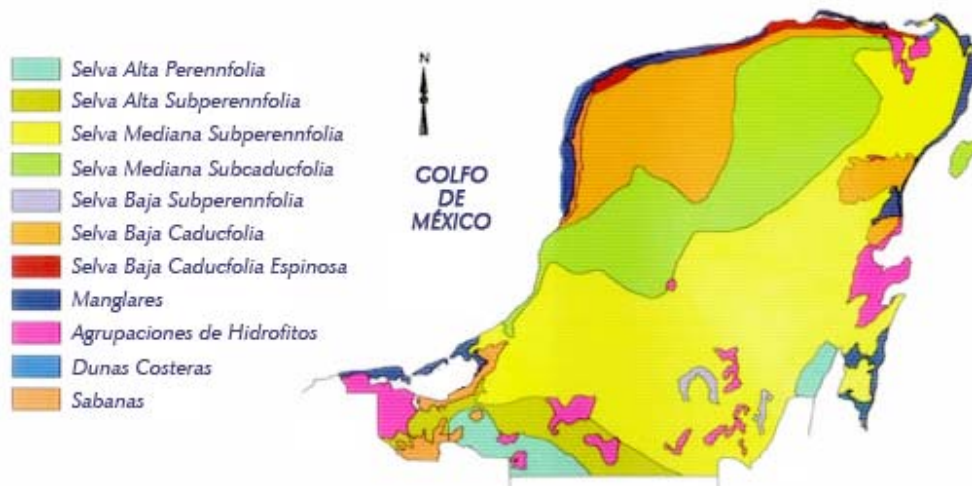 Selva Alta Perennfolia
Selva Alta Subperennfolia
Selva Mediana Subperennfolia
Selva Mediana Subcaducfolia
Selva Baja Subperennfolia
Selva Baja Caducfolia
Selva Baja Caducfolia Espinosa
Manglares
Agrupaciones de Hidrofitos
Dunas Costeras
Sabanas
N
GOLFO
DE
MÉXICO